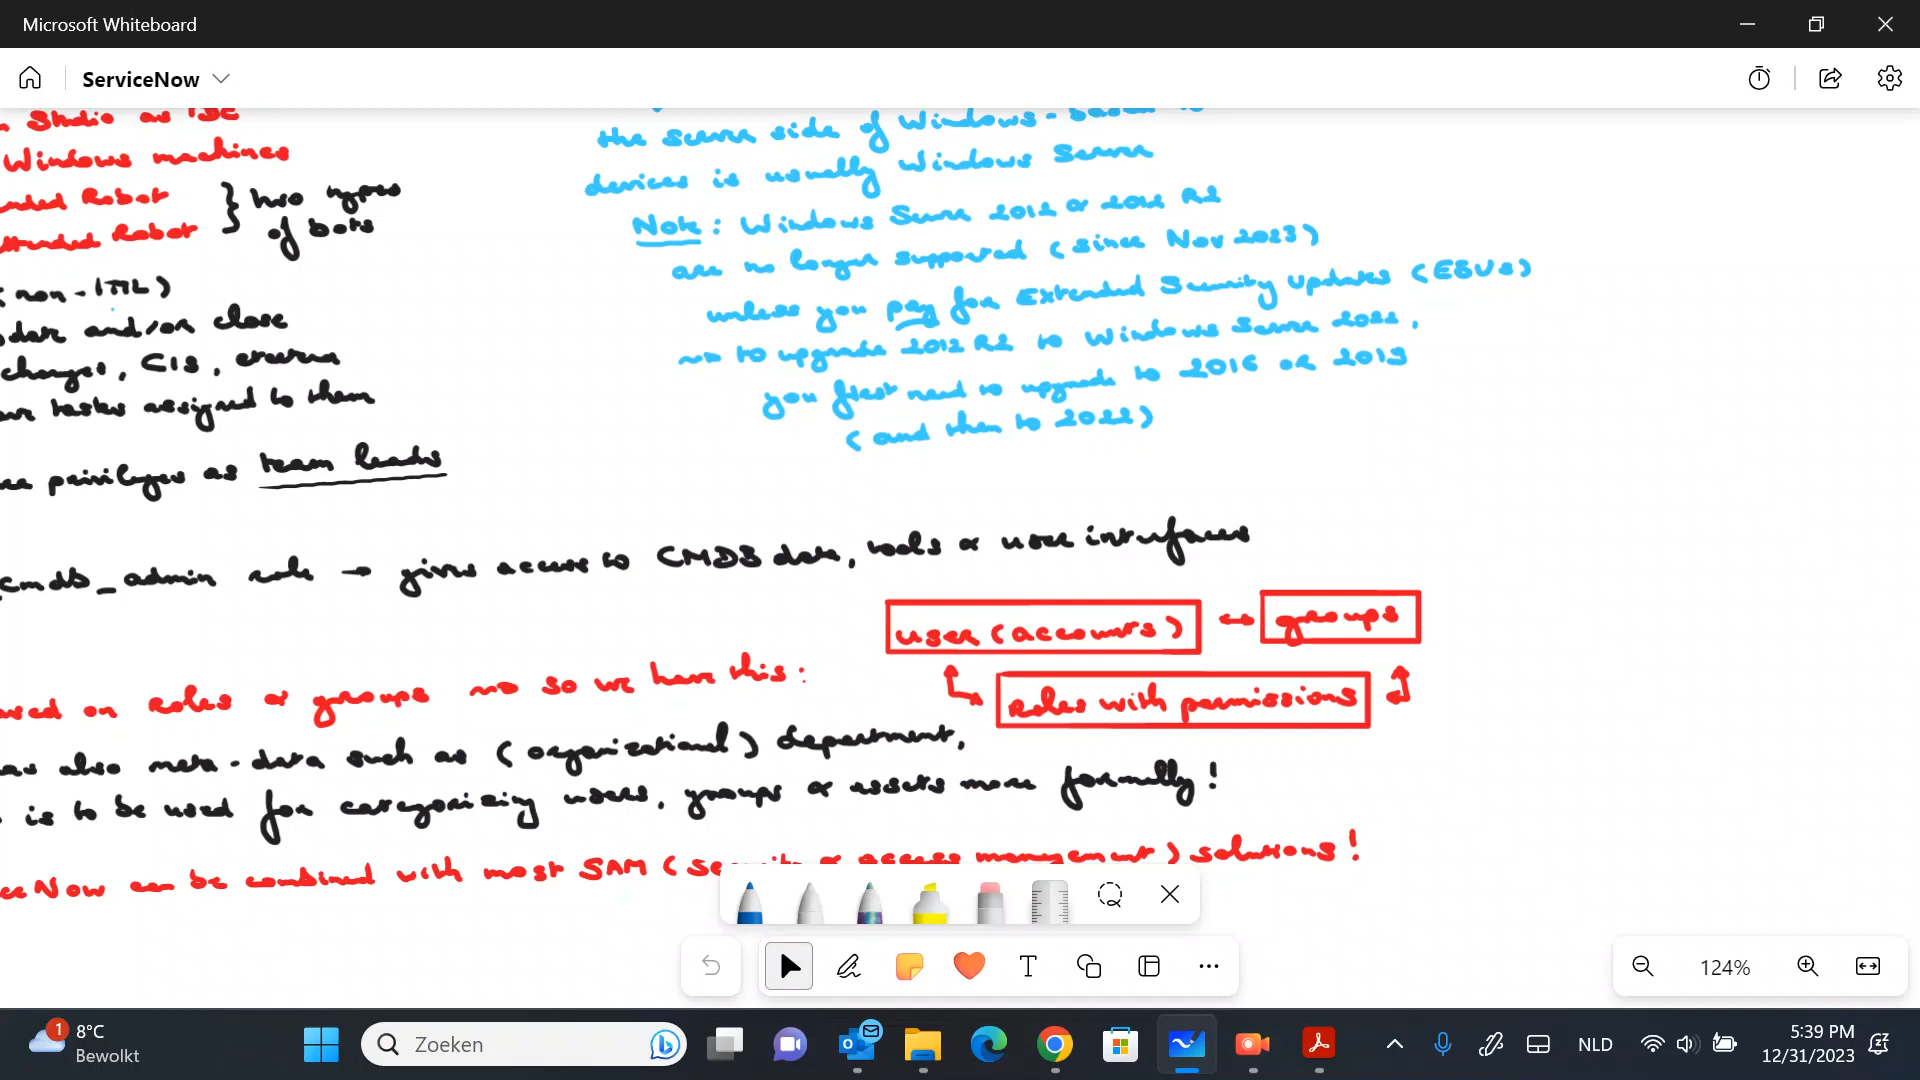 Microsoft Whiteboard
ServiceNow
Studio as
Windows machines
Robot
Robot
} two types
of bots
(non-ITIL)
and/or close
changes, CIs,
tasks assigned to them
privileges as team leads
cmdb_admin role → gives access to CMDB data, tools or user interfaces
the server side of Windows-based
devices is usually Windows Server
Note: Windows Server 2012 or 2012 R2
are no longer supported (since Nov 2023)
unless you pay for Extended Security Updates (ESUs)
to upgrade 2012 R2 to Windows Server 2022,
you first need to upgrade to 2016 or 2019
(and then to 2022)
user (accounts) ↔ groups
roles with permissions
on roles or groups so we have this:
also meta-data such as (organizational) department,
is to be used for categorizing users, groups or assets more formally!
Now can be combined with most SAM (security or access management) solutions!
124%
1
8°C
Bewolkt
Zoeken
NLD
5:39 PM
12/31/2023